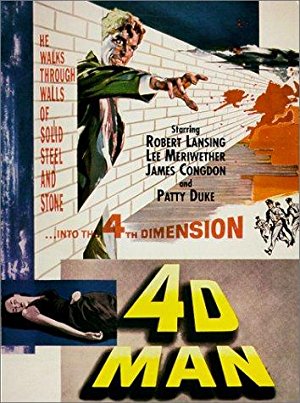 HE
WALKS
THROUGH
WALLS
OF
SOLID
STEEL
AND
STONE
Starring
ROBERT LANSING
LEE MERIWETHER
JAMES CONGDON
and
PATTY DUKE
...INTO THE 4TH DIMENSION
4D
MAN